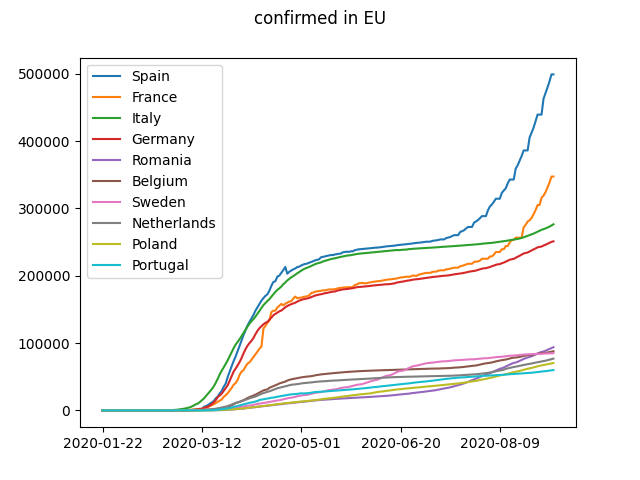 confirmed in EU
Spain
France
Italy
Germany
Romania
Belgium
Sweden
Netherlands
Poland
Portugal
500000
400000
300000
200000
100000
0
2020-01-22 2020-03-12 2020-05-01 2020-06-20 2020-08-09